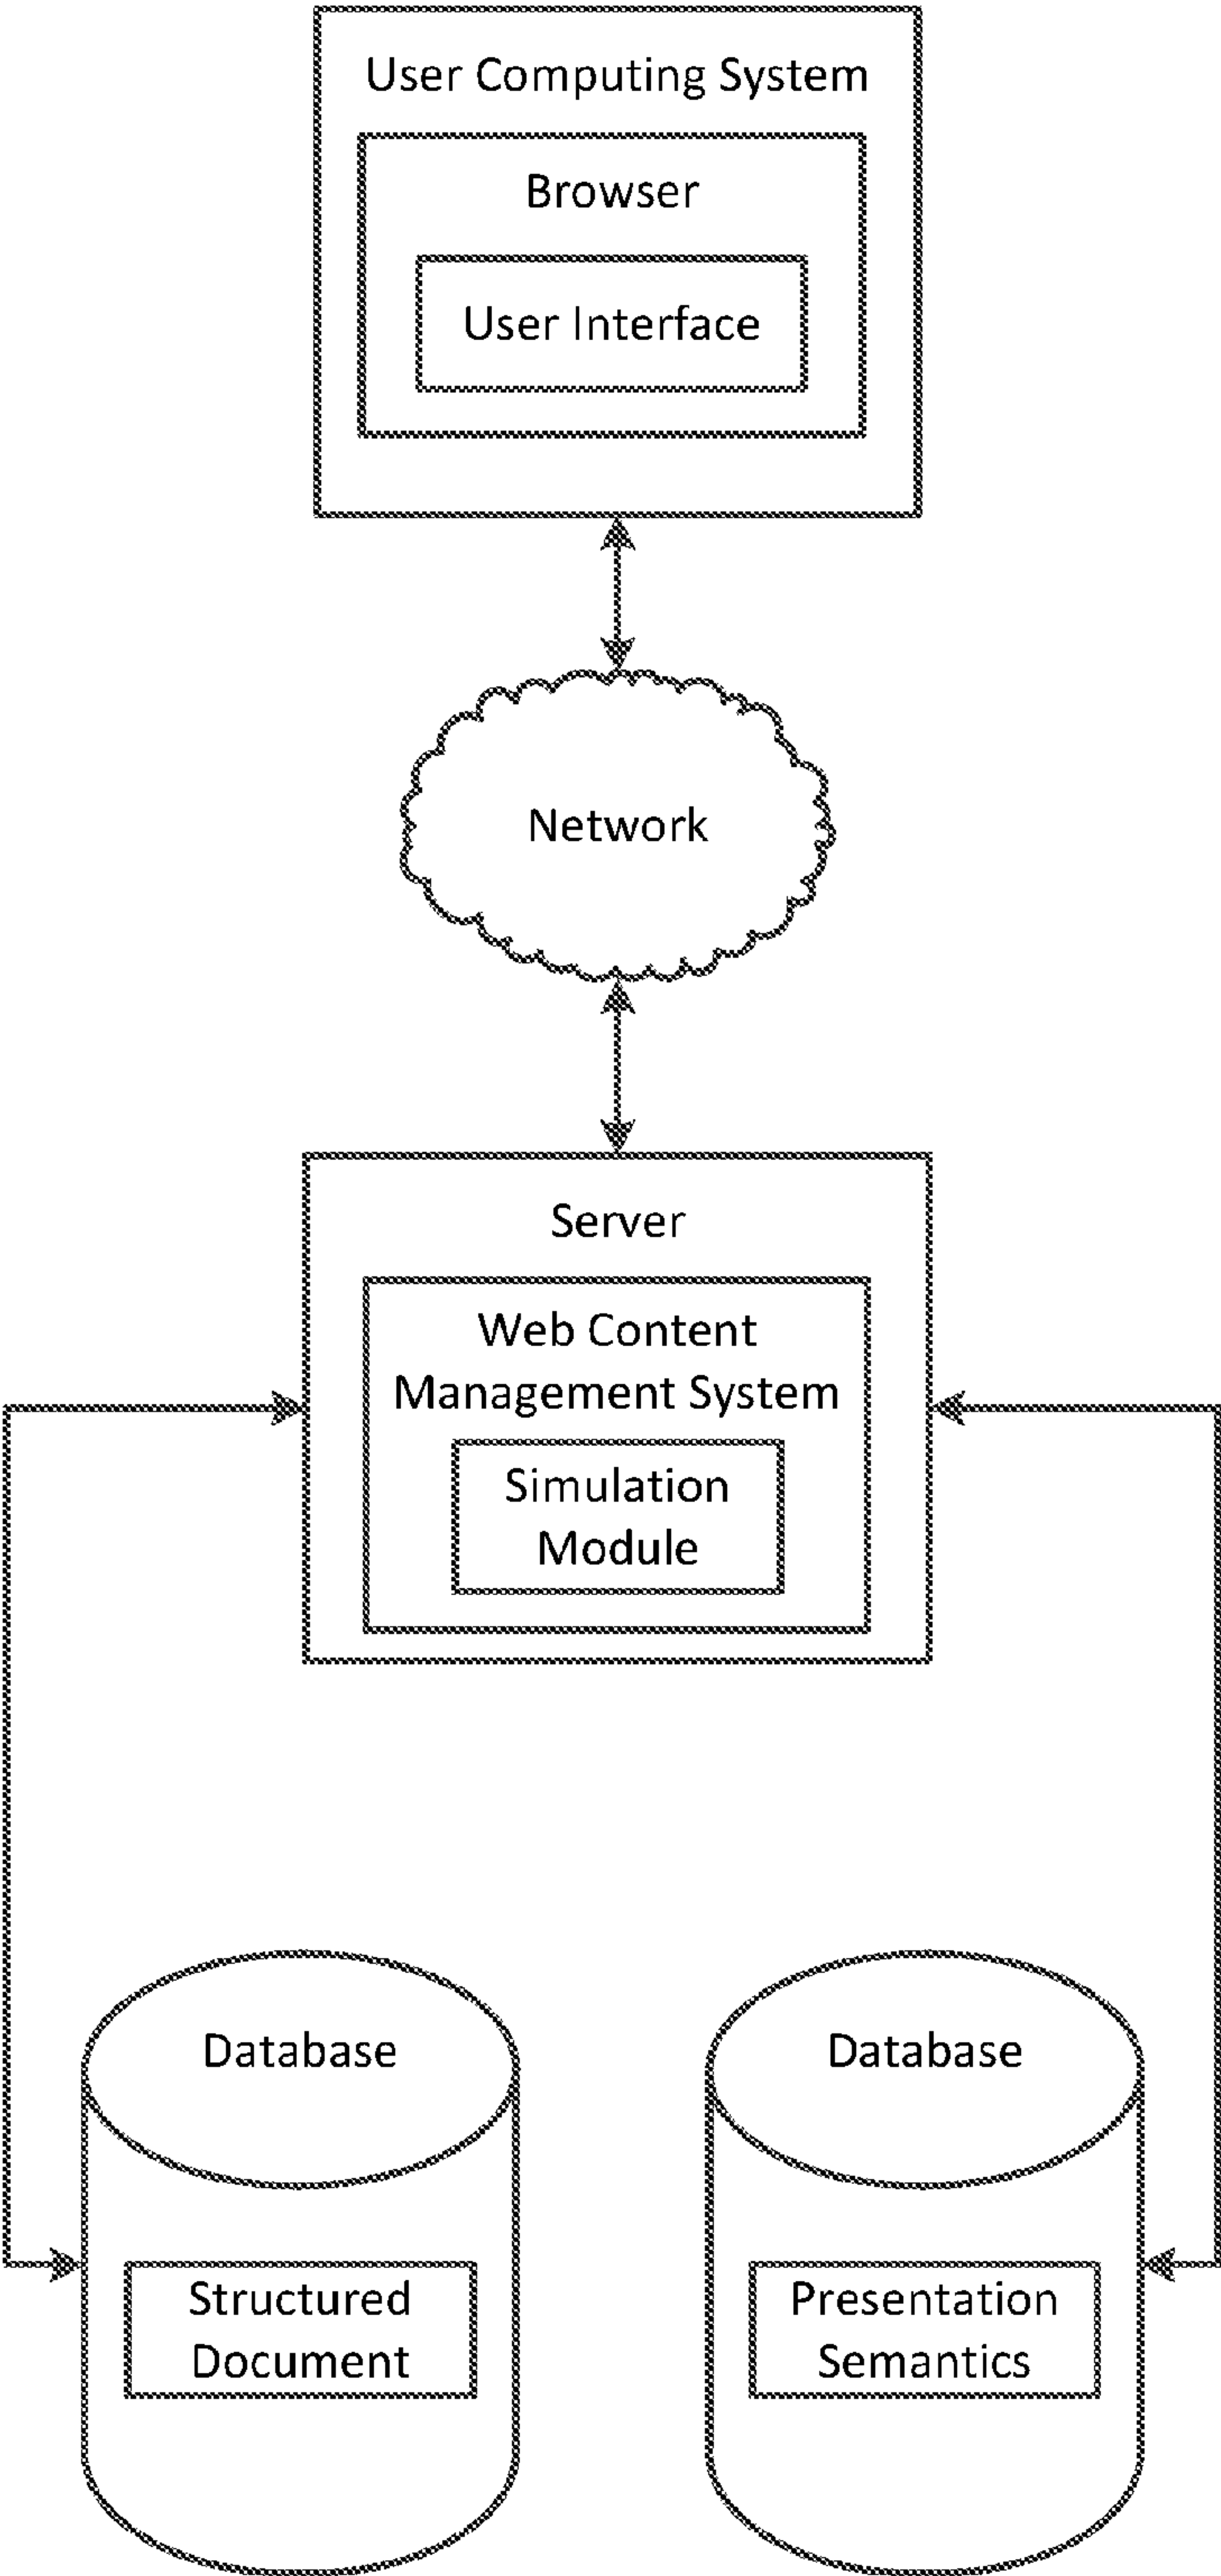 User Computing System
Browser
User Interface
Network
Server
Web Content
Management System
Simulation
Module
Database
Database
Structured
Document
Presentation
Semantics